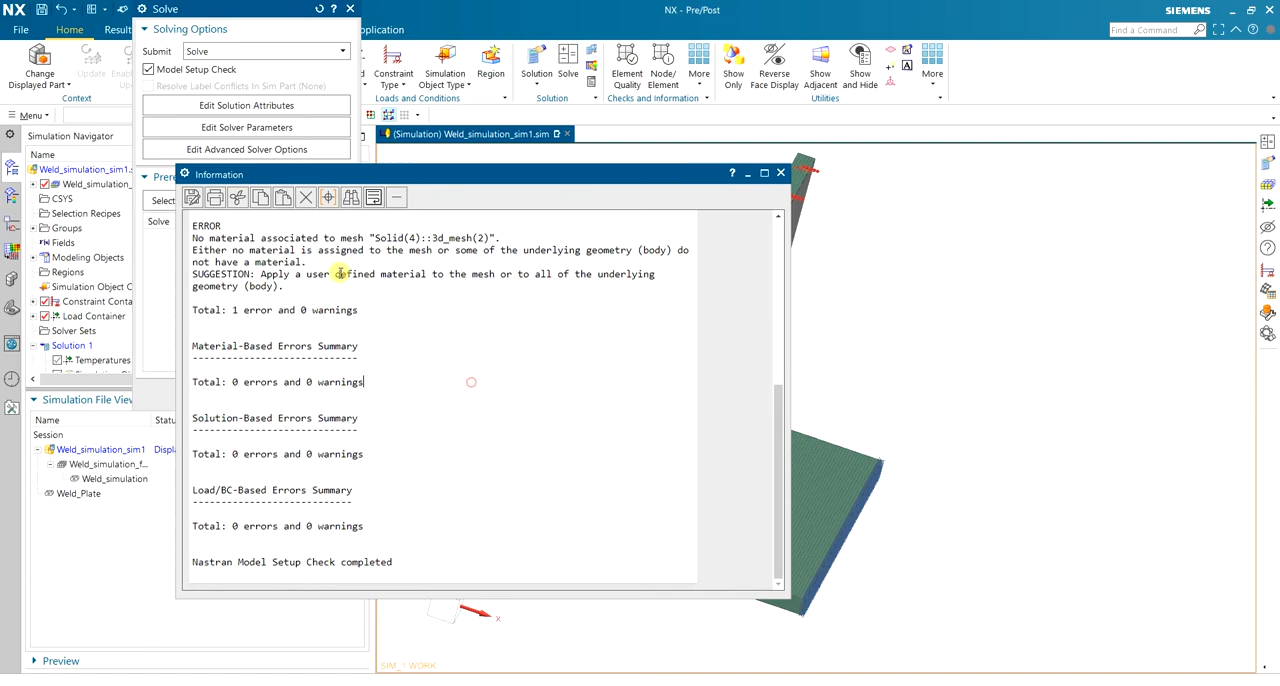 NX
Solve
NX - Pre/Post
SIEMENS
File
Home
Result
Solving Options
pplication
Find a Command
Submit
Solve
Model Setup Check
Resolve Label Conflicts In Sim Part (None)
Edit Solution Attributes
Edit Solver Parameters
Edit Advanced Solver Options
Change
Displayed Part
Update
Context
Constraint
Type
Simulation
Object Type
Region
Loads and Conditions
Solution
Solve
Solution
Element
Quality
Node/
Element
More
Checks and Information
Show
Only
Reverse
Face Display
Show
Adjacent
Show
and Hide
More
Utilities
Menu
Simulation Navigator
Name
Weld_simulation_sim1.
Weld_simulation_
CSYS
Selection Recipes
Groups
Fields
Modeling Objects
Regions
Simulation Object C
Constraint Conta
Load Container
Solver Sets
Solution 1
Temperatures
Prere
Select
Solve
(Simulation) Weld_simulation_sim1.sim
Information
ERROR
No material associated to mesh "Solid(4)::3d_mesh(2)".
Either no material is assigned to the mesh or some of the underlying geometry (body) do
not have a material.
SUGGESTION: Apply a user defined material to the mesh or to all of the underlying
geometry (body).
Total: 1 error and 0 warnings
Material-Based Errors Summary
-----------------------------
Total: 0 errors and 0 warnings
Solution-Based Errors Summary
-----------------------------
Total: 0 errors and 0 warnings
Load/BC-Based Errors Summary
----------------------------
Total: 0 errors and 0 warnings
Nastran Model Setup Check completed
Simulation File View
Name
Statu
Session
Weld_simulation_sim1
Displa
Weld_simulation_f...
Weld_simulation
Weld_Plate
Preview
X
SIM_1 WORK